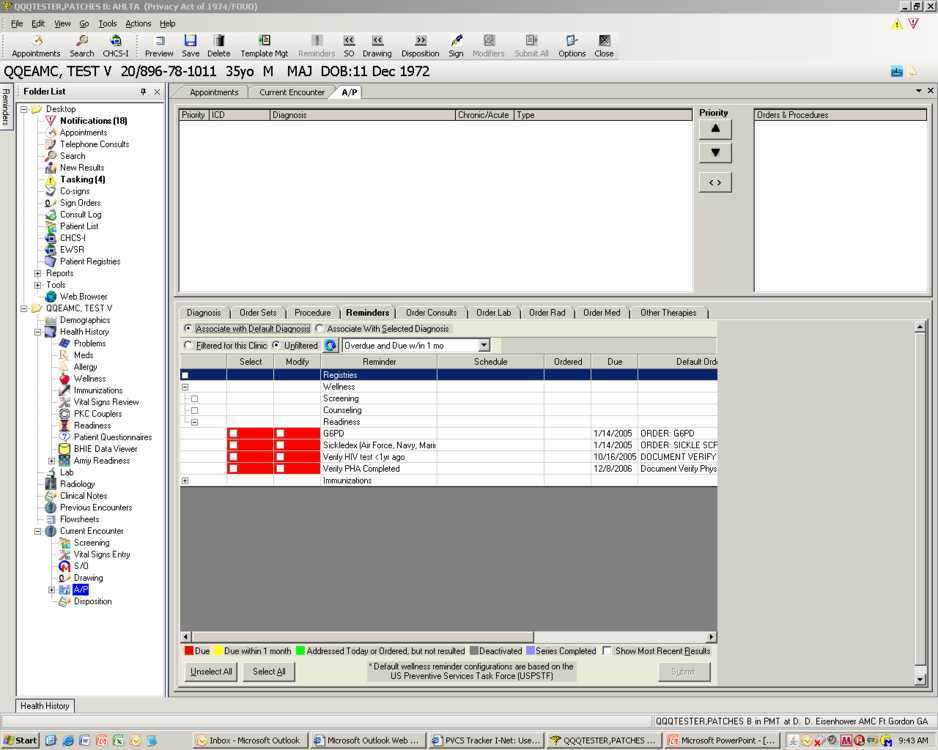 QQQTESTER,PATCHES B: AHLTA (Privacy Act of 1974/FOUO)
File Edit View Go Tools Actions Help
Appointments Search CHCS-I Preview Save Delete Template Mgt Reminders SO Drawing Disposition Sign Modifiers Submit All Options Close
QQEAMC, TEST V 20/896-78-1011 35yo M MAJ DOB:11 Dec 1972
Reminders
Folder List
Desktop
Notifications (18)
Appointments
Telephone Consults
Search
New Results
Tasking (4)
Co-signs
Sign Orders
Consult Log
Patient List
CHCS-I
EWSR
Patient Registries
Reports
Tools
Web Browser
QQEAMC, TEST V
Demographics
Health History
Problems
Meds
Allergy
Wellness
Immunizations
Vital Signs Review
PKC Couplers
Readiness
Patient Questionnaires
BHIE Data Viewer
Army Readiness
Lab
Radiology
Clinical Notes
Previous Encounters
Flowsheets
Current Encounter
Screening
Vital Signs Entry
S/O
Drawing
A/P
Disposition
Health History
Appointments Current Encounter A/P
Priority ICD Diagnosis Chronic/Acute Type
Priority
< >
Orders & Procedures
Diagnosis Order Sets Procedure Reminders Order Consults Order Lab Order Rad Order Med Other Therapies
Associate with Default Diagnosis Associate With Selected Diagnosis
Filtered for this Clinic Unfiltered Overdue and Due w/in 1 mo
Select Modify Reminder Schedule Ordered Due Default Ord
Registries
Wellness
Screening
Counseling
Readiness
G6PD 1/14/2005 ORDER: G6PD
Sickledex (Air Force, Navy, Mari 1/14/2005 ORDER: SICKLE SCF
Verify HIV test <1yr ago 10/16/2005 DOCUMENT VERIFY
Verify PHA Completed 12/8/2006 Document Verify Phys
Immunizations
Due Due within 1 month Addressed Today or Ordered, but not resulted Deactivated Series Completed Show Most Recent Results
Unselect All Select All
* Default wellness reminder configurations are based on the
US Preventive Services Task Force (USPSTF)
Submit
QQQTESTER,PATCHES B in PMT at D. D. Eisenhower AMC Ft Gordon GA
Start Inbox - Microsoft Outlook Microsoft Outlook Web ... PVCS Tracker I-Net: Use... QQQTESTER,PATCHES ... Microsoft PowerPoint - [... 9:43 AM